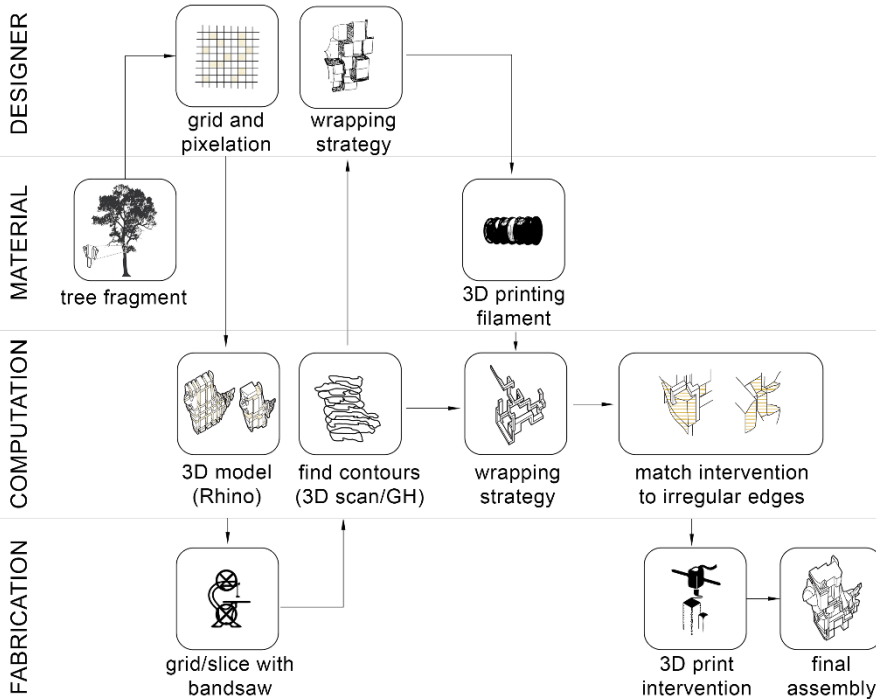 DESIGNER
grid and
pixelation
wrapping
strategy
MATERIAL
tree fragment
3D printing
filament
COMPUTATION
3D model
(Rhino)
find contours
(3D scan/GH)
wrapping
strategy
match intervention
to irregular edges
FABRICATION
grid/slice with
bandsaw
3D print
intervention
final
assembly